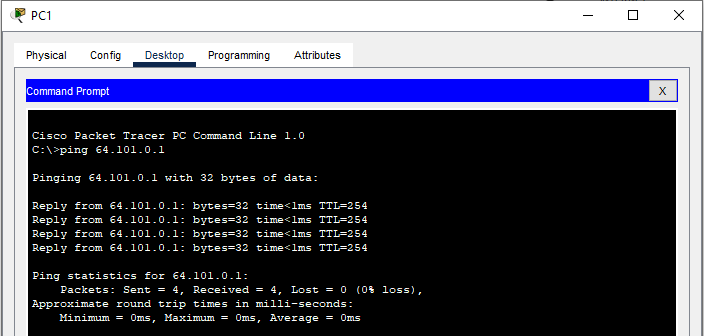 PC1
Physical Config Desktop Programming Attributes
Command Prompt X
Cisco Packet Tracer PC Command Line 1.0
C:\>ping 64.101.0.1
Pinging 64.101.0.1 with 32 bytes of data:
Reply from 64.101.0.1: bytes=32 time<1ms TTL=254
Reply from 64.101.0.1: bytes=32 time<1ms TTL=254
Reply from 64.101.0.1: bytes=32 time<1ms TTL=254
Reply from 64.101.0.1: bytes=32 time<1ms TTL=254
Ping statistics for 64.101.0.1:
Packets: Sent = 4, Received = 4, Lost = 0 (0% loss),
Approximate round trip times in milli-seconds:
Minimum = 0ms, Maximum = 0ms, Average = 0ms